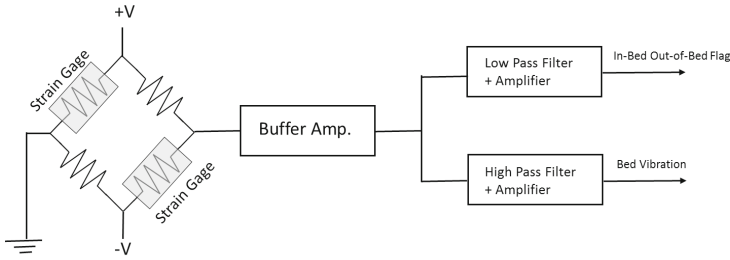 +V
Strain Gage
Strain Gage
-V
Buffer Amp.
Low Pass Filter
+ Amplifier
In-Bed Out-of-Bed Flag
High Pass Filter
+ Amplifier
Bed Vibration